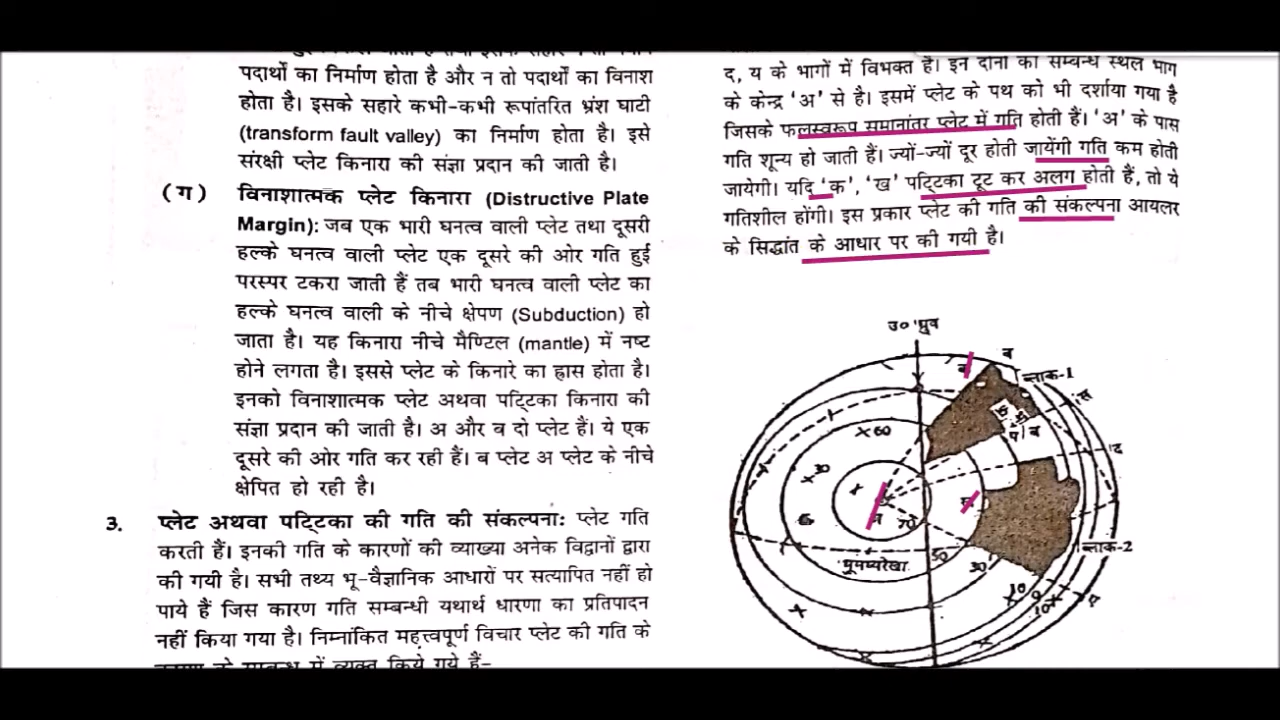 पदार्थों का निर्माण होता है और न तो पदार्थों का विनाश
होता है। इसके सहारे कभी-कभी रूपांतरित भ्रंश घाटी
(transform fault valley) का निर्माण होता है। इसे
संरक्षी प्लेट किनारा की संज्ञा प्रदान की जाती है।
(ग) विनाशात्मक प्लेट किनारा (Distructive Plate
Margin): जब एक भारी घनत्व वाली प्लेट तथा दूसरी
हल्के घनत्व वाली प्लेट एक दूसरे की ओर गति हुई
परस्पर टकरा जाती हैं तब भारी घनत्व वाली प्लेट का
हल्के घनत्व वाली के नीचे क्षेपण (Subduction) हो
जाता है। यह किनारा नीचे मैण्टिल (mantle) में नष्ट
होने लगता है। इससे प्लेट के किनारे का ह्रास होता है।
इनको विनाशात्मक प्लेट अथवा पट्टिका किनारा की
संज्ञा प्रदान की जाती है। अ और व दो प्लेट हैं। ये एक
दूसरे की ओर गति कर रही हैं। ब प्लेट अ प्लेट के नीचे
क्षेपित हो रही है।
3. प्लेट अथवा पट्टिका की गति की संकल्पना: प्लेट गति
करती हैं। इनकी गति के कारणों की व्याख्या अनेक विद्वानों द्वारा
की गयी है। सभी तथ्य भू-वैज्ञानिक आधारों पर सत्यापित नहीं हो
पाये हैं जिस कारण गति सम्बन्धी यथार्थ धारणा का प्रतिपादन
नहीं किया गया है। निम्नांकित महत्त्वपूर्ण विचार प्लेट की गति के
सम्बन्ध में व्यक्त किये गये हैं-
द, य के भागों में विभक्त है। इन दोनों का सम्बन्ध स्थल भाग
के केन्द्र 'अ' से है। इसमें प्लेट के पथ को भी दर्शाया गया है
जिसके फलस्वरूप समानांतर प्लेट में गति होती हैं। 'अ' के पास
गति शून्य हो जाती हैं। ज्यों-ज्यों दूर होती जायेंगी गति कम होती
जायेगी। यदि 'क', 'ख' पट्टिका टूट कर अलग होती हैं, तो ये
गतिशील होंगी। इस प्रकार प्लेट की गति की संकल्पना आयलर
के सिद्धांत के आधार पर की गयी है।
उ० ध्रुव
ब
ब्लाक-1
स
द
60
30
70
50
30
10
भूमध्यरेखा
ब्लाक-2